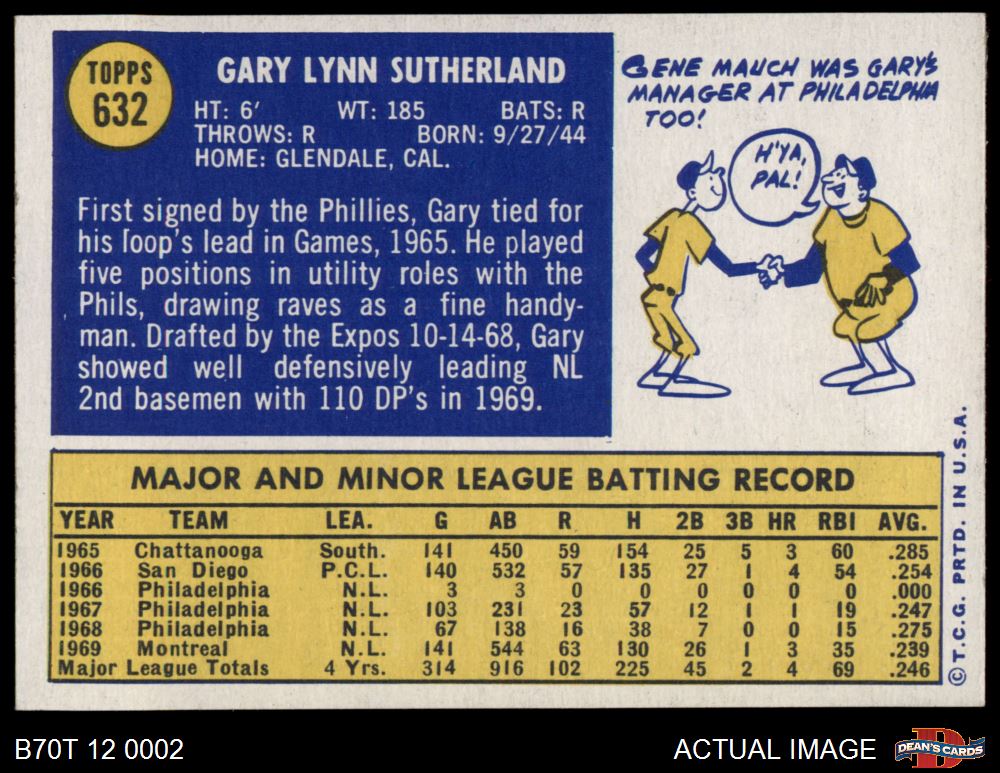 TOPPS
632
GARY LYNN SUTHERLAND
HT: 6' WT: 185 BATS: R
THROWS: R BORN: 9/27/44
HOME: GLENDALE, CAL.
First signed by the Phillies, Gary tied for
his loop's lead in Games, 1965. He played
five positions in utility roles with the
Phils, drawing raves as a fine handy-
man. Drafted by the Expos 10-14-68, Gary
showed well defensively leading NL
2nd basemen with 110 DP's in 1969.
GENE MAUCH WAS GARY'S
MANAGER AT PHILADELPHIA
TOO!
H'YA,
PAL!
MAJOR AND MINOR LEAGUE BATTING RECORD
YEAR TEAM LEA. G AB R H 2B 3B HR RBI AVG.
1965 Chattanooga South. 141 450 59 154 25 5 3 60 .285
1966 San Diego P.C.L. 140 532 57 135 27 1 4 54 .254
1966 Philadelphia N.L. 3 3 0 0 0 0 0 0 .000
1967 Philadelphia N.L. 103 231 23 57 12 1 1 19 .247
1968 Philadelphia N.L. 67 138 16 38 7 0 0 15 .275
1969 Montreal N.L. 141 544 63 130 26 1 3 35 .239
Major League Totals 4 Yrs. 314 916 102 225 45 2 4 69 .246
©T.C.G. PRTD. IN U.S.A.
B70T 12 0002
ACTUAL IMAGE
D
DEAN'S CARDS